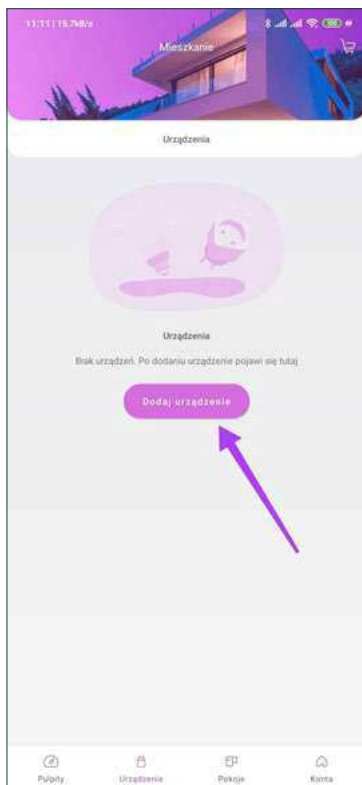 11:11 | 15,7kB/s
Mieszkanie
Urządzenia
Urządzenia
Brak urządzeń. Po dodaniu urządzenie pojawi się tutaj
Dodaj urządzenie
Pulpity
Urządzenia
Pokoje
Konta